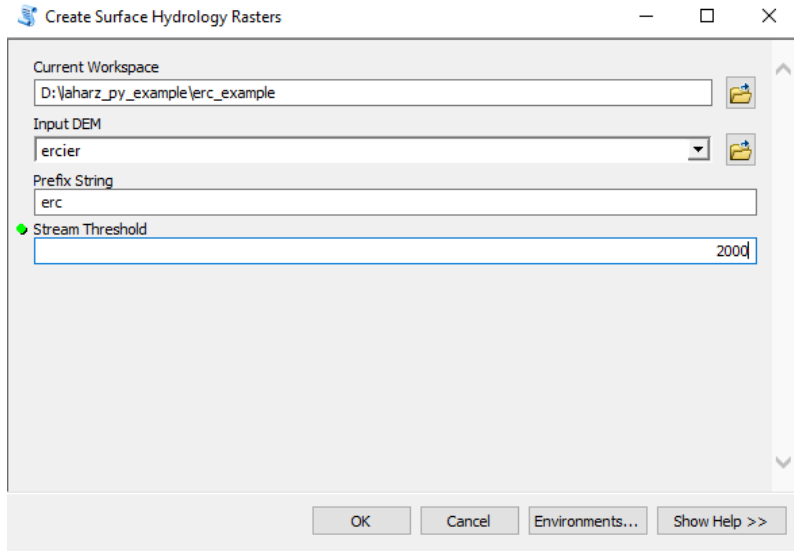 Create Surface Hydrology Rasters
Current Workspace
D:\laharz_py_example\erc_example
Input DEM
ercier
Prefix String
erc
Stream Threshold
2000
OK Cancel Environments... Show Help >>